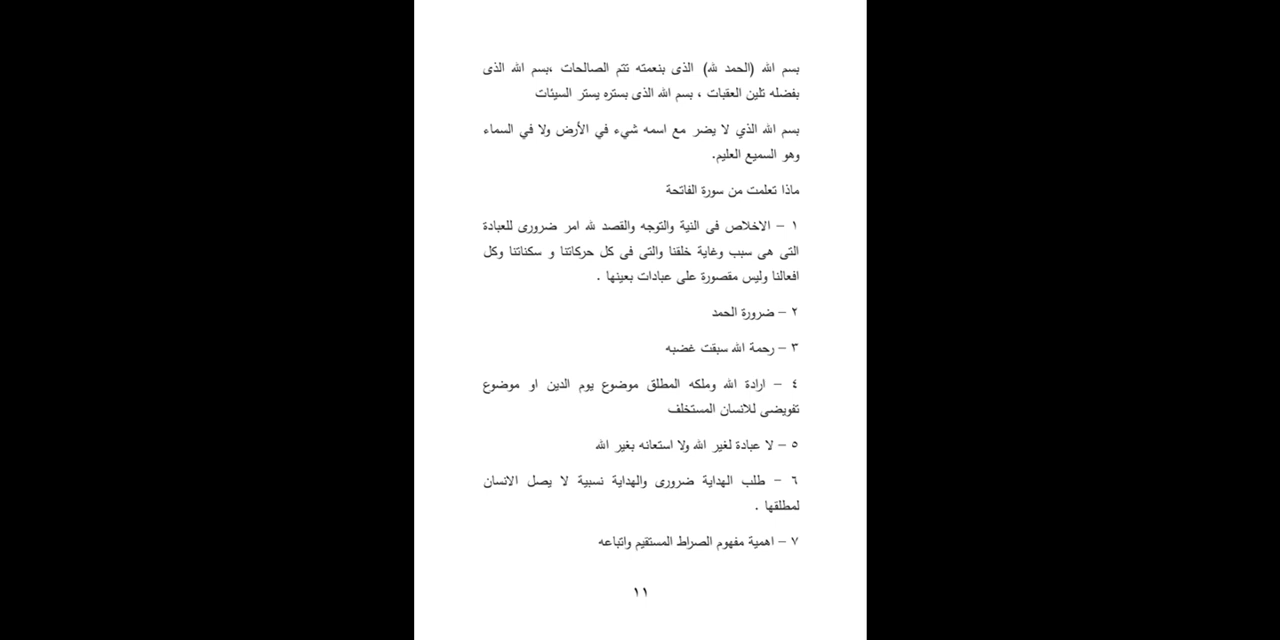 بسم الله (الحمد لله) الذى بنعمته تتم الصالحات ،بسم الله الذى
بفضله تلين العقبات ، بسم الله الذى بستره يستر السيئات
بسم الله الذي لا يضر مع اسمه شيء في الأرض ولا في السماء
وهو السميع العليم.
ماذا تعلمت من سورة الفاتحة
١ – الاخلاص فى النية والتوجه والقصد لله امر ضرورى للعبادة
التى هى سبب وغاية خلقنا والتى فى كل حركاتنا و سكناتنا وكل
افعالنا وليس مقصورة على عبادات بعينها .
٢ – ضرورة الحمد
٣ – رحمة الله سبقت غضبه
٤ – ارادة الله وملكه المطلق موضوع يوم الدين او موضوع
تفويضى للانسان المستخلف
٥ – لا عبادة لغير الله ولا استعانه بغير الله
٦ – طلب الهداية ضرورى والهداية نسبية لا يصل الانسان
لمطلقها .
٧ – اهمية مفهوم الصراط المستقيم واتباعه
١١